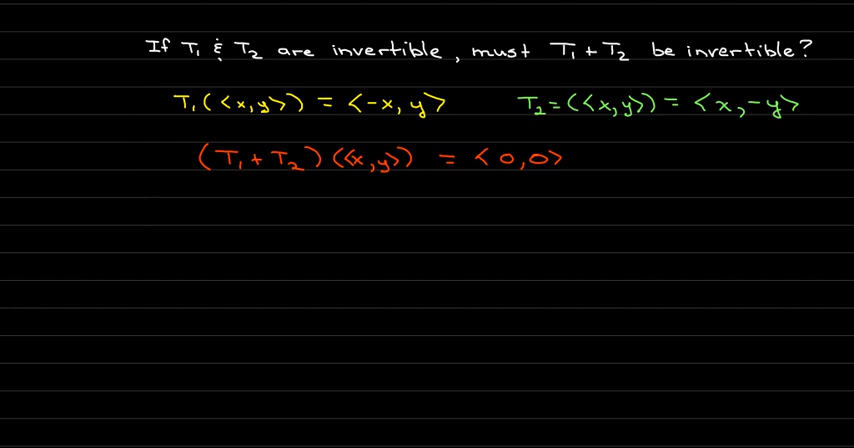 If T₁ & T₂ are invertible, must T₁ + T₂ be invertible?
T₁(<x,y>) = <-x, y> T₂=(<x,y>) = <x,-y>
(T₁ + T₂)(<x,y>) = <0,0>